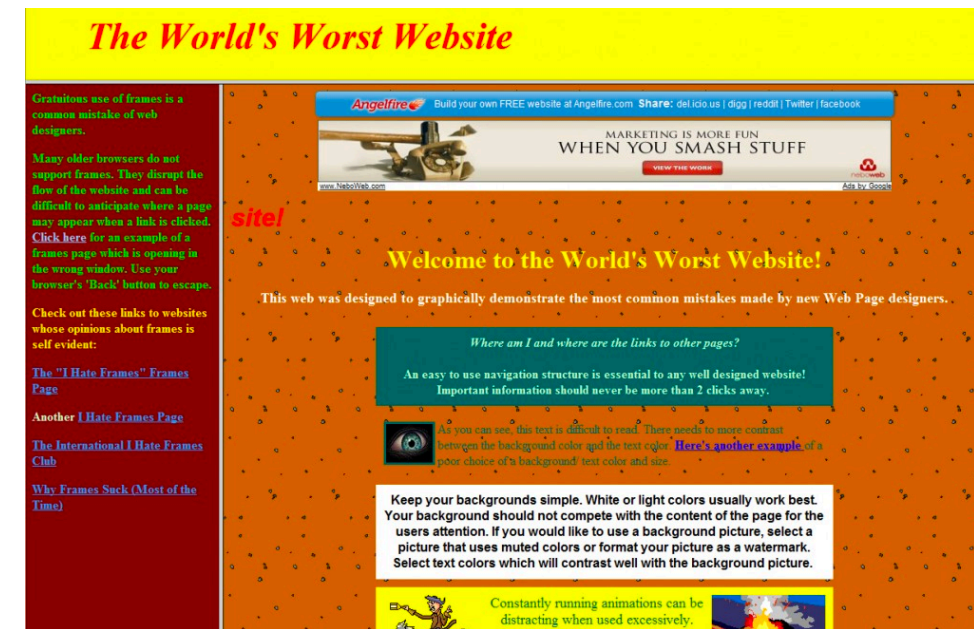 The World's Worst Website
Gratuitous use of frames is a
common mistake of web
designers.
Many older browsers do not
support frames. They disrupt the
flow of the website and can be
difficult to anticipate where a page
may appear when a link is clicked.
Click here for an example of a
frames page which is opening in
the wrong window. Use your
browser's 'Back' button to escape.
Check out these links to websites
whose opinions about frames is
self evident:
The "I Hate Frames" Frames
Page
Another I Hate Frames Page
The International I Hate Frames
Club
Why Frames Suck (Most of the
Time)
Angelfire Build your own FREE website at Angelfire.com Share: del.icio.us | digg | reddit | Twitter | facebook
MARKETING IS MORE FUN
WHEN YOU SMASH STUFF
VIEW THE WORK
neboweb
www.NeboWeb.com
Ads by Google
site!
Welcome to the World's Worst Website!
This web was designed to graphically demonstrate the most common mistakes made by new Web Page designers.
Where am I and where are the links to other pages?
An easy to use navigation structure is essential to any well designed website!
Important information should never be more than 2 clicks away.
As you can see, this text is difficult to read. There needs to more contrast
between the background color and the text color. Here's another example of a
poor choice of a background/ text color and size.
Keep your backgrounds simple. White or light colors usually work best.
Your background should not compete with the content of the page for the
users attention. If you would like to use a background picture, select a
picture that uses muted colors or format your picture as a watermark.
Select text colors which will contrast well with the background picture.
Constantly running animations can be
distracting when used excessively.